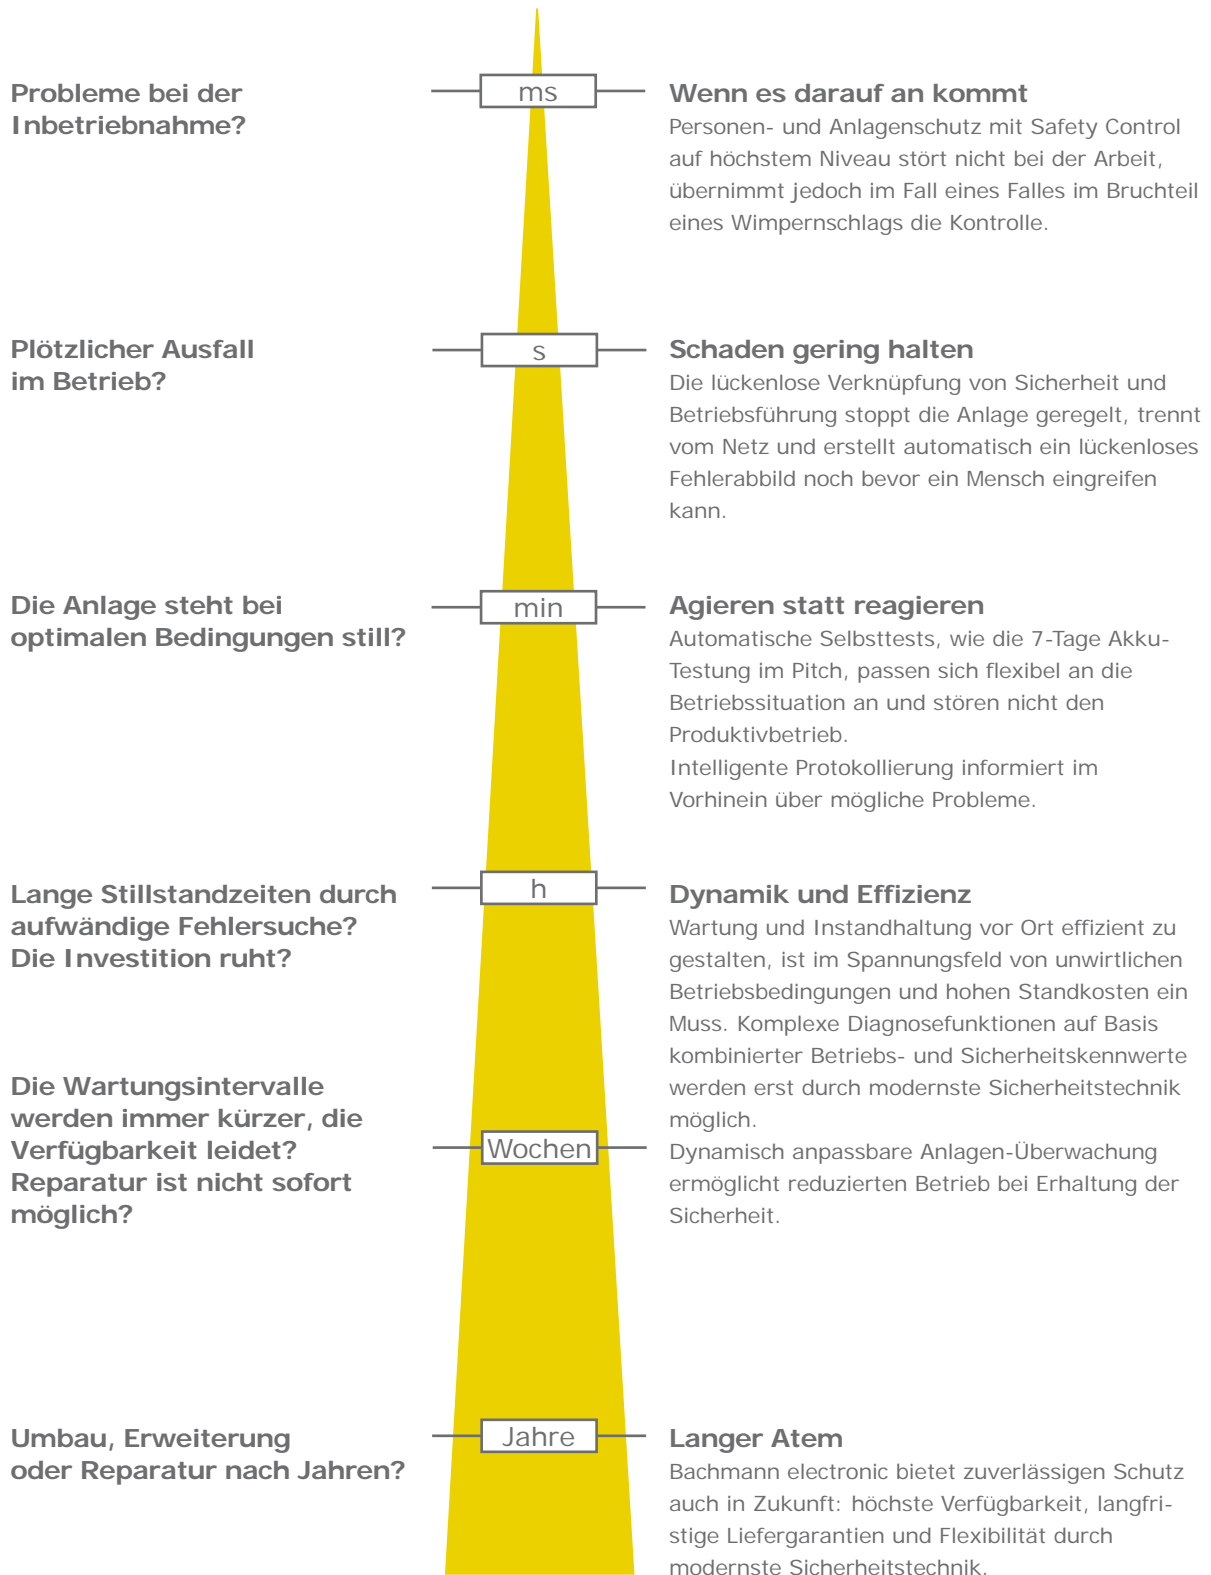 Probleme bei der
Inbetriebnahme?
ms
Wenn es darauf an kommt
Personen- und Anlagenschutz mit Safety Control
auf höchstem Niveau stört nicht bei der Arbeit,
übernimmt jedoch im Fall eines Falles im Bruchteil
eines Wimpernschlags die Kontrolle.
Plötzlicher Ausfall
im Betrieb?
s
Schaden gering halten
Die lückenlose Verknüpfung von Sicherheit und
Betriebsführung stoppt die Anlage geregelt, trennt
vom Netz und erstellt automatisch ein lückenloses
Fehlerabbild noch bevor ein Mensch eingreifen
kann.
Die Anlage steht bei
optimalen Bedingungen still?
min
Agieren statt reagieren
Automatische Selbsttests, wie die 7-Tage Akku-
Testung im Pitch, passen sich flexibel an die
Betriebssituation an und stören nicht den
Produktivbetrieb.
Intelligente Protokollierung informiert im
Vorhinein über mögliche Probleme.
Lange Stillstandzeiten durch
aufwändige Fehlersuche?
Die Investition ruht?
h
Dynamik und Effizienz
Wartung und Instandhaltung vor Ort effizient zu
gestalten, ist im Spannungsfeld von unwirtlichen
Betriebsbedingungen und hohen Standkosten ein
Muss. Komplexe Diagnosefunktionen auf Basis
kombinierter Betriebs- und Sicherheitskennwerte
werden erst durch modernste Sicherheitstechnik
möglich.
Dynamisch anpassbare Anlagen-Überwachung
ermöglicht reduzierten Betrieb bei Erhaltung der
Sicherheit.
Die Wartungsintervalle
werden immer kürzer, die
Verfügbarkeit leidet?
Reparatur ist nicht sofort
möglich?
Wochen
Umbau, Erweiterung
oder Reparatur nach Jahren?
Jahre
Langer Atem
Bachmann electronic bietet zuverlässigen Schutz
auch in Zukunft: höchste Verfügbarkeit, langfri-
stige Liefergarantien und Flexibilität durch
modernste Sicherheitstechnik.